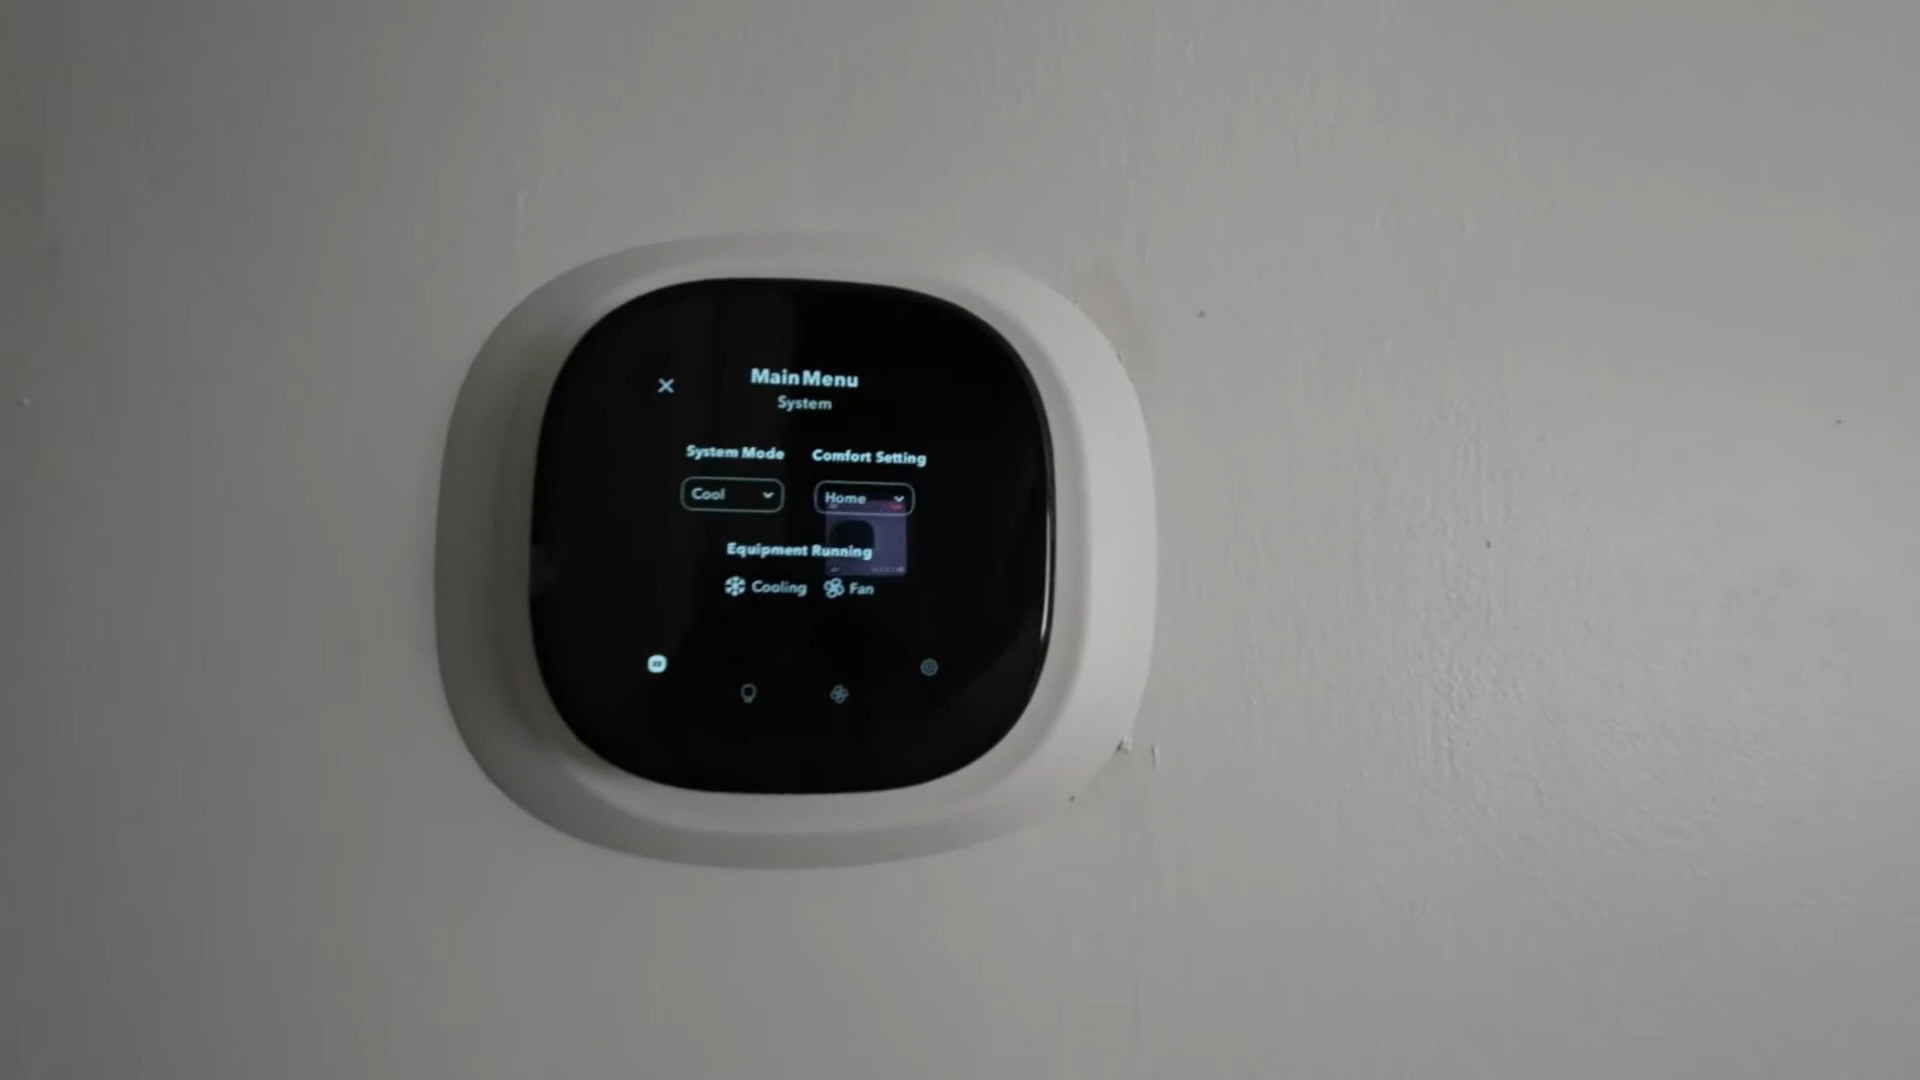 Main Menu
System
System Mode
Comfort Setting
Cool
Home
Equipment Running
Cooling
Fan